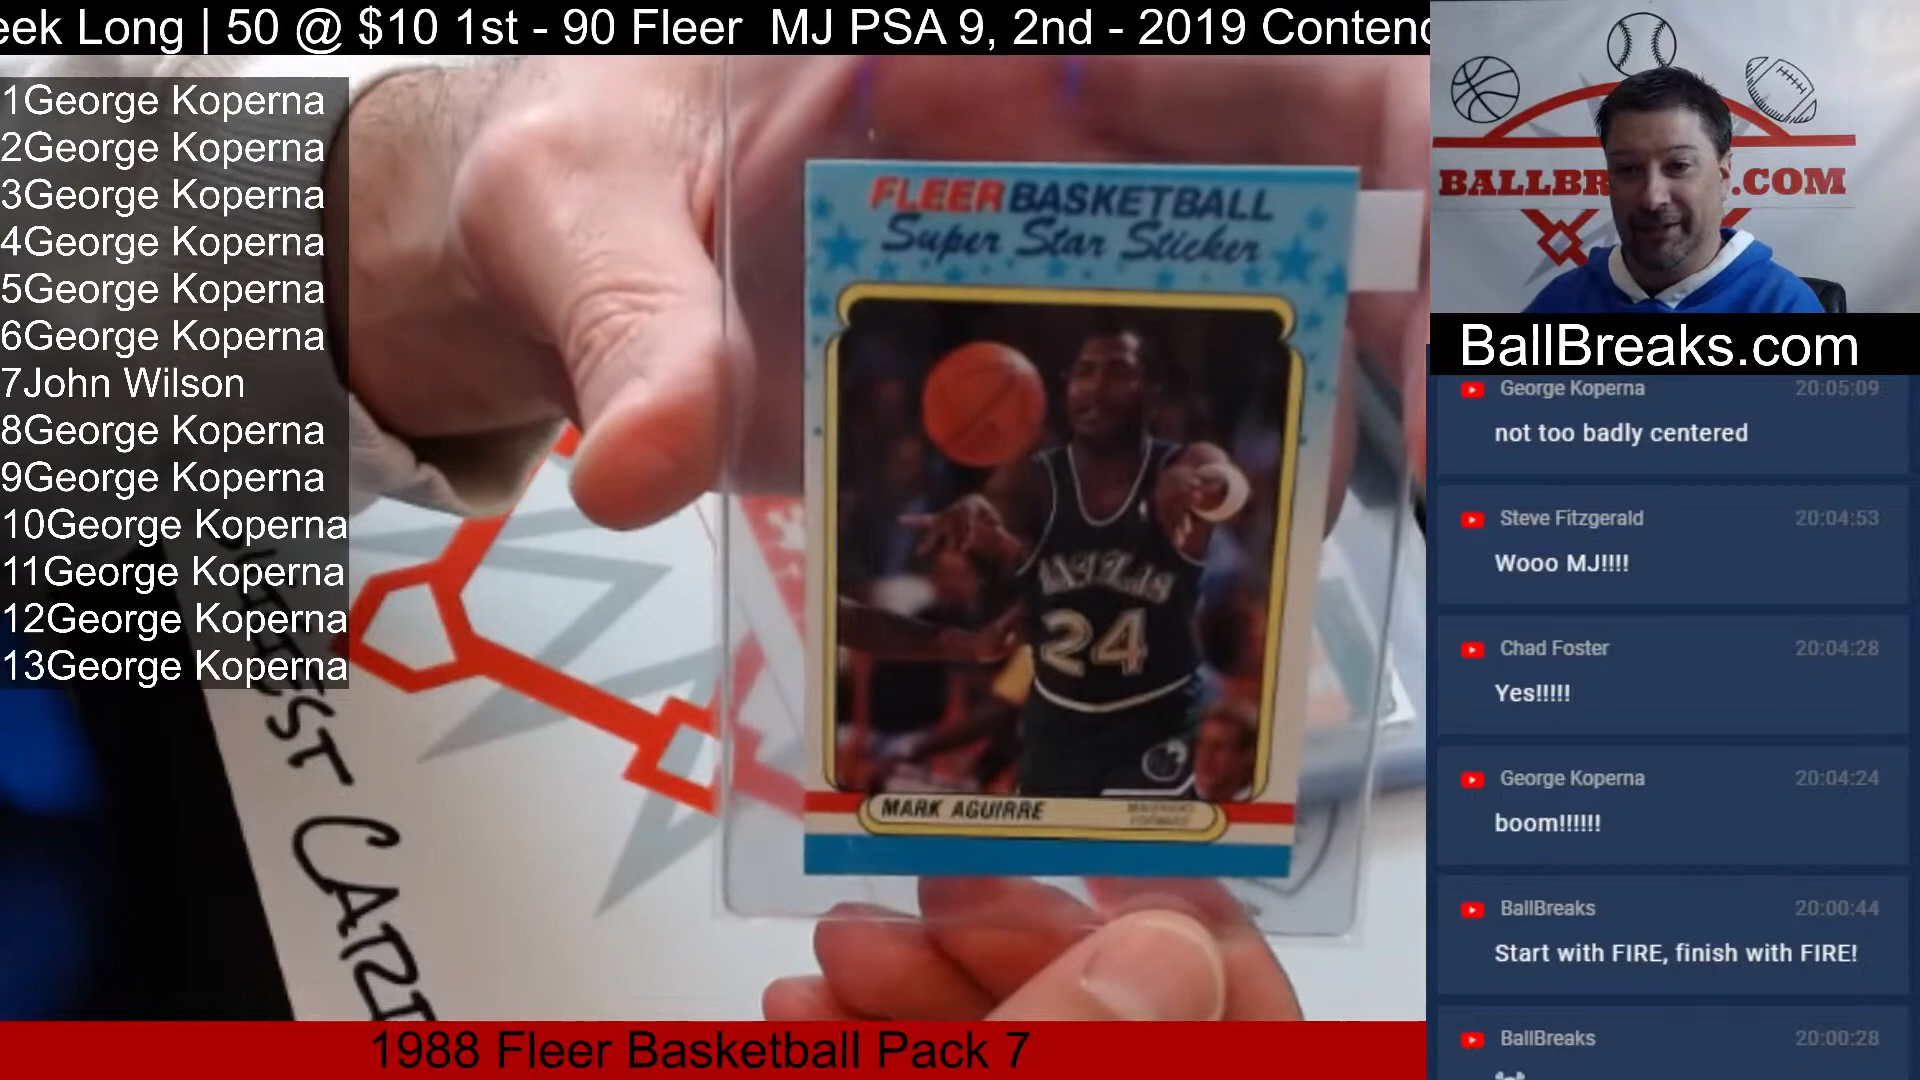 eek Long | 50 @ $10 1st - 90 Fleer MJ PSA 9, 2nd - 2019 Contend
1George Koperna
2George Koperna
3George Koperna
4George Koperna
5George Koperna
6George Koperna
7John Wilson
8George Koperna
9George Koperna
10George Koperna
11George Koperna
12George Koperna
13George Koperna
FLEER BASKETBALL
Super Star Sticker
24
MARK AGUIRRE
MAVERICKS
FORWARD
CARD
1988 Fleer Basketball Pack 7
BALLBR .COM
BallBreaks.com
George Koperna 20:05:09
not too badly centered
Steve Fitzgerald 20:04:53
Wooo MJ!!!!
Chad Foster 20:04:28
Yes!!!!!
George Koperna 20:04:24
boom!!!!!!
BallBreaks 20:00:44
Start with FIRE, finish with FIRE!
BallBreaks 20:00:28